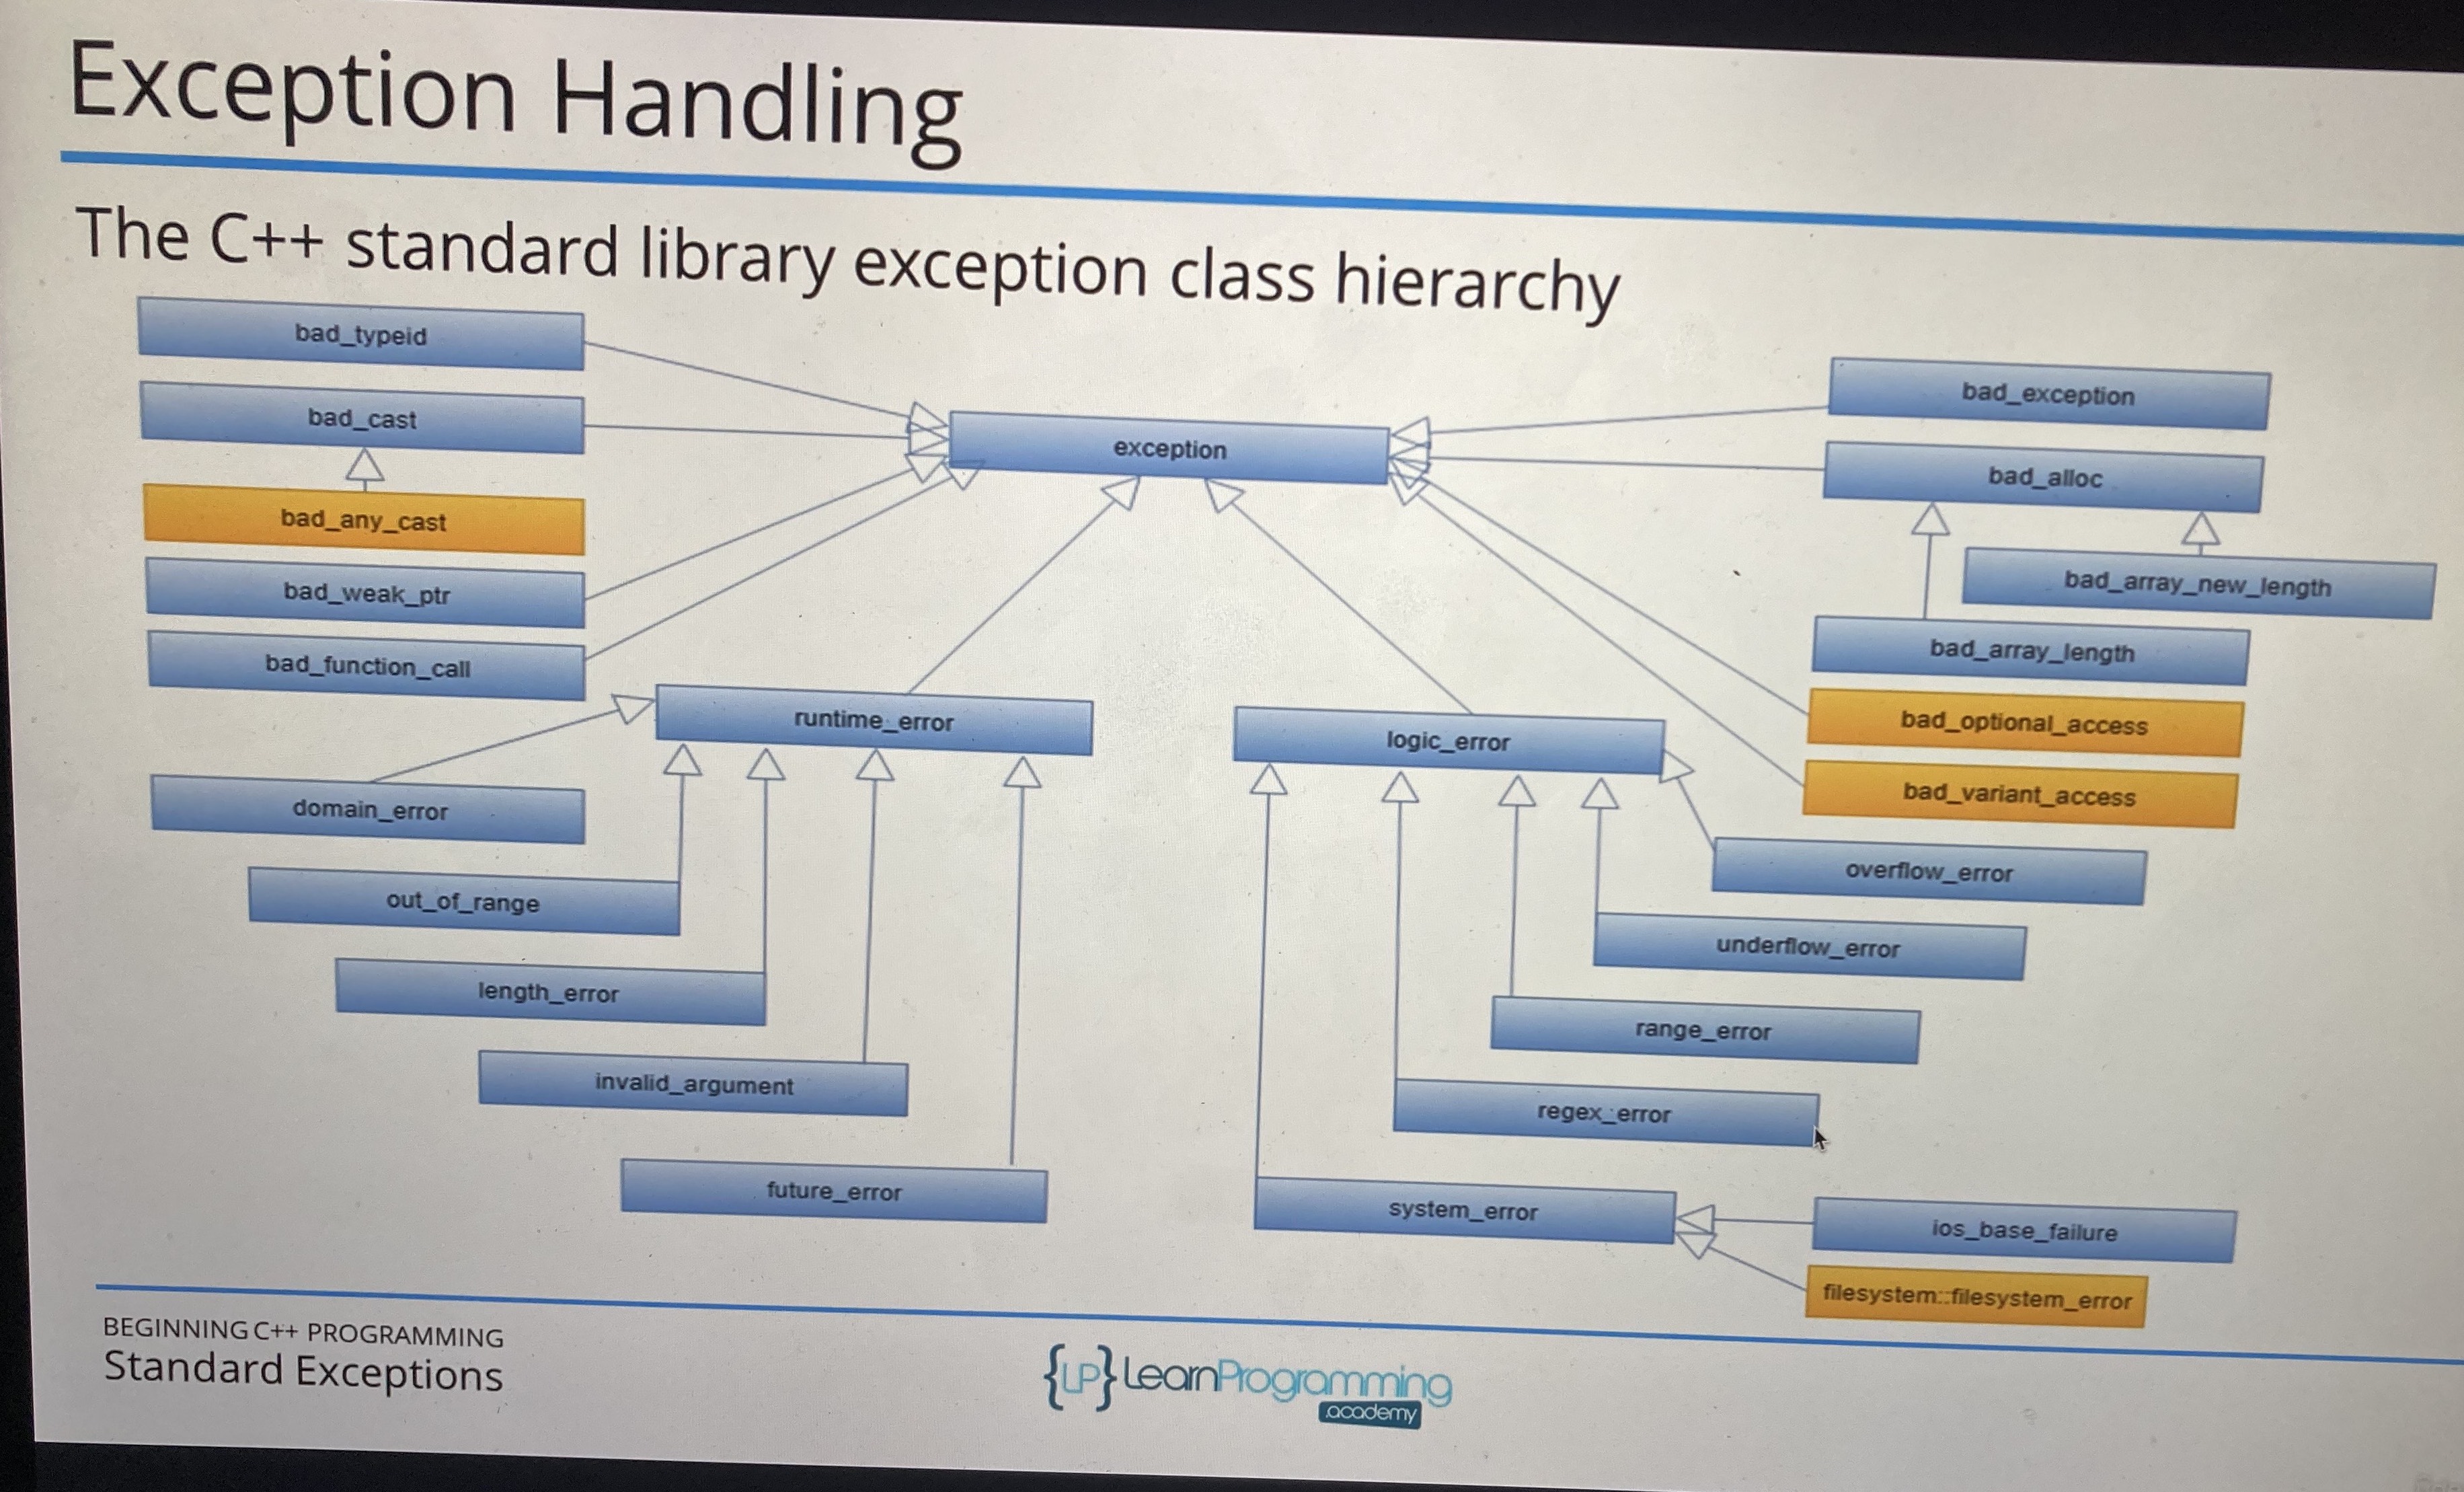 Exception Handling
The C++ standard library exception class hierarchy
bad_typeid
bad_cast
bad_any_cast
bad_weak_ptr
bad_function_call
exception
bad_exception
bad_alloc
bad_array_new_length
bad_array_length
bad_optional_access
bad_variant_access
runtime_error
logic_error
domain_error
out_of_range
length_error
invalid_argument
future_error
overflow_error
underflow_error
range_error
regex_error
system_error
ios_base_failure
filesystem::filesystem_error
BEGINNING C++ PROGRAMMING
Standard Exceptions
{LP} LearnProgramming
.academy